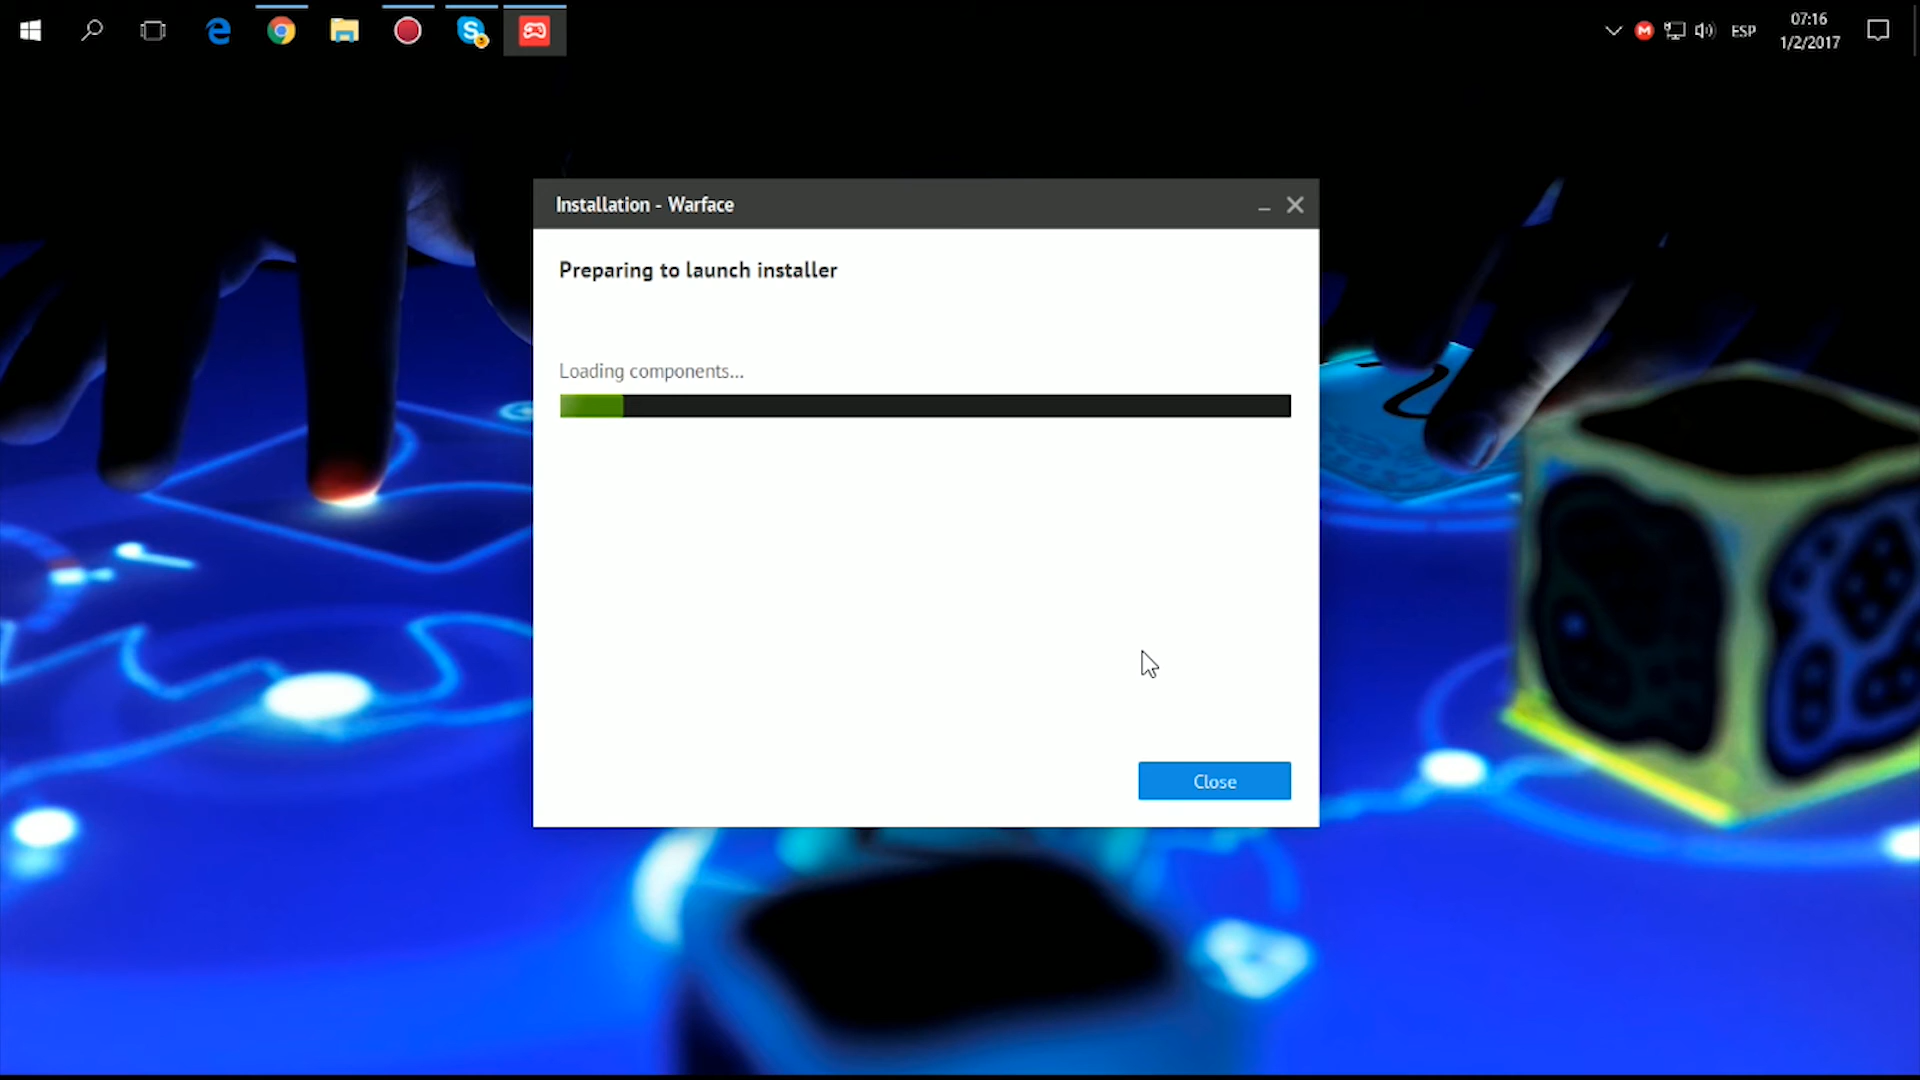 07:16
ESP
1/2/2017
Installation - Warface
Preparing to launch installer
Loading components...
Close